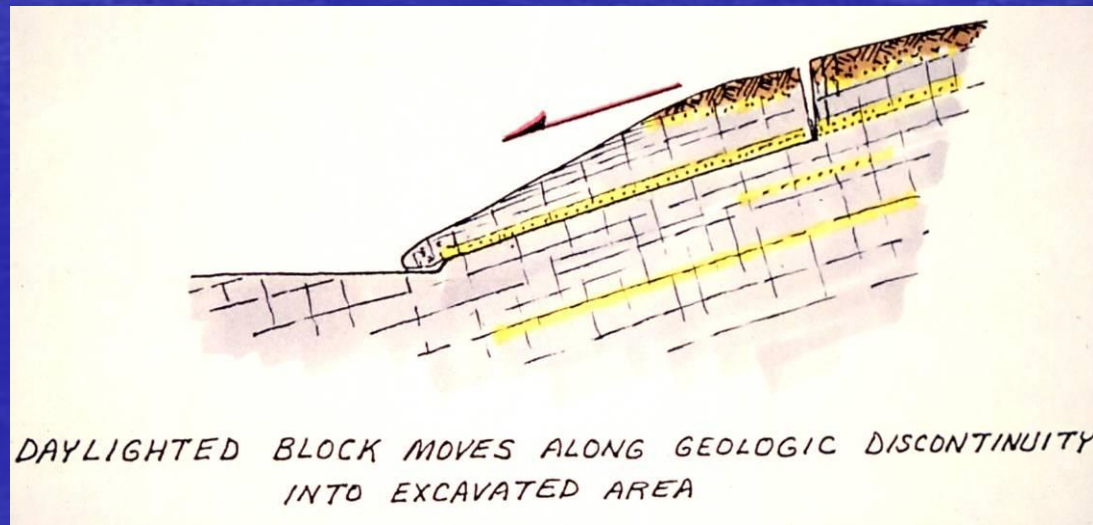 DAYLIGHTED BLOCK MOVES ALONG GEOLOGIC DISCONTINUITY
INTO EXCAVATED AREA